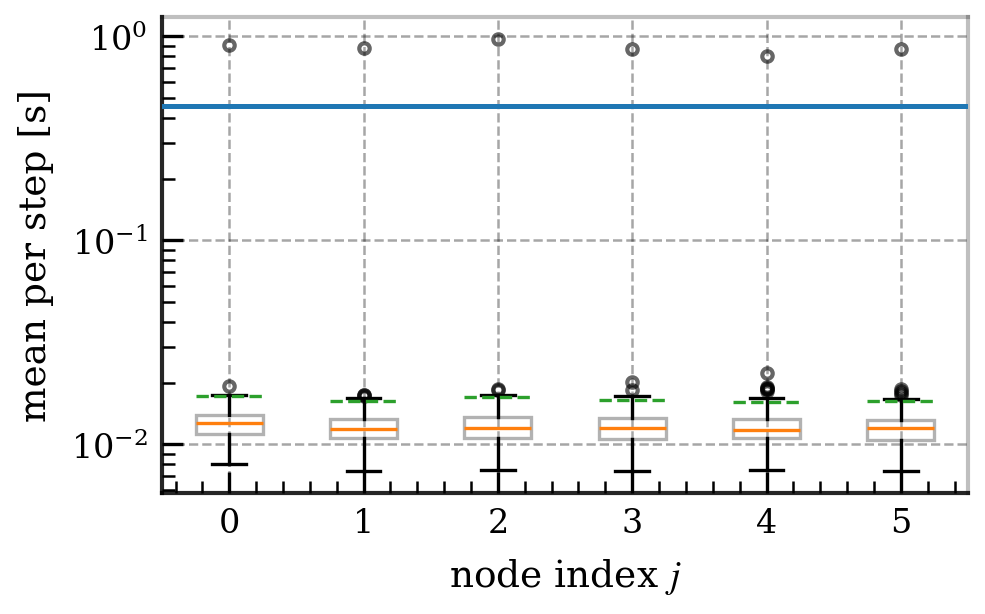 mean per step [s]
10⁰
10⁻¹
10⁻²
0 1 2 3 4 5
node index j